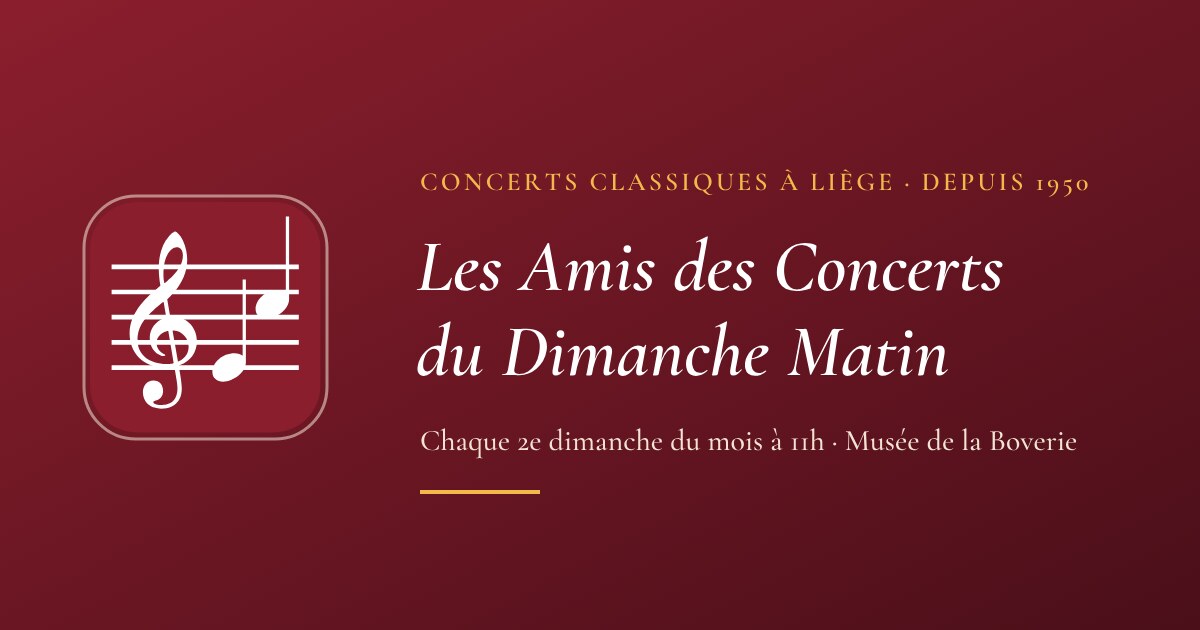 CONCERTS CLASSIQUES À LIÈGE · DEPUIS 1950
Les Amis des Concerts
du Dimanche Matin
Chaque 2e dimanche du mois à 11h · Musée de la Boverie